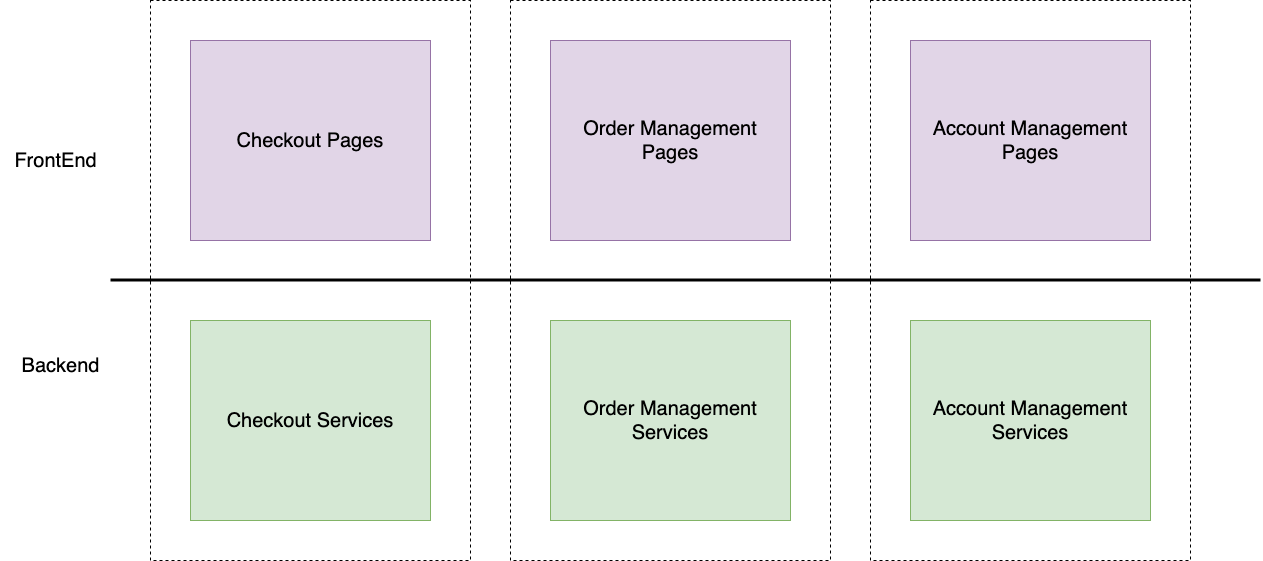 FrontEnd
Checkout Pages
Order Management
Pages
Account Management
Pages
Backend
Checkout Services
Order Management
Services
Account Management
Services